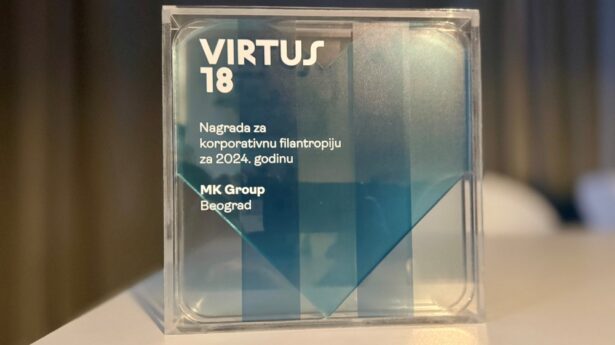 VIRTUS
18
Nagrada za
korporativnu filantropiju
za 2024. godinu
MK Group
Beograd